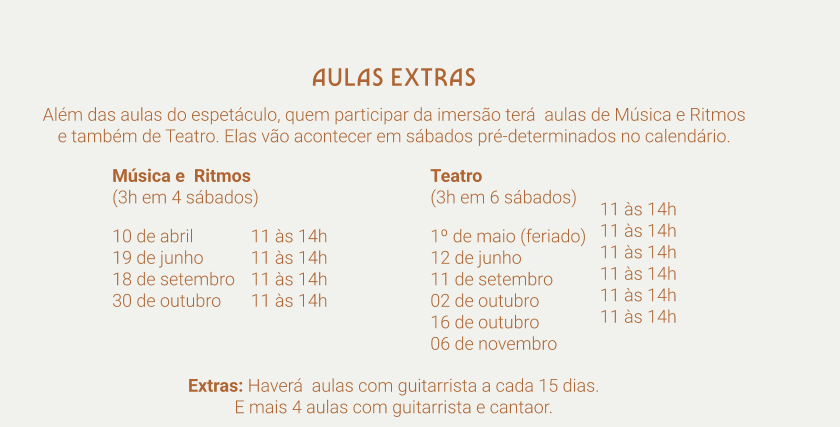 AULAS EXTRAS
Além das aulas do espetáculo, quem participar da imersão terá  aulas de Música e Ritmos
e também de Teatro. Elas vão acontecer em sábados pré-determinados no calendário.
Música e  Ritmos
(3h em 4 sábados)
10 de abril 11 às 14h
19 de junho 11 às 14h
18 de setembro 11 às 14h
30 de outubro 11 às 14h
Teatro
(3h em 6 sábados)
1º de maio (feriado)
12 de junho
11 de setembro
02 de outubro
16 de outubro
06 de novembro
11 às 14h
11 às 14h
11 às 14h
11 às 14h
11 às 14h
11 às 14h
Extras: Haverá  aulas com guitarrista a cada 15 dias.
E mais 4 aulas com guitarrista e cantaor.